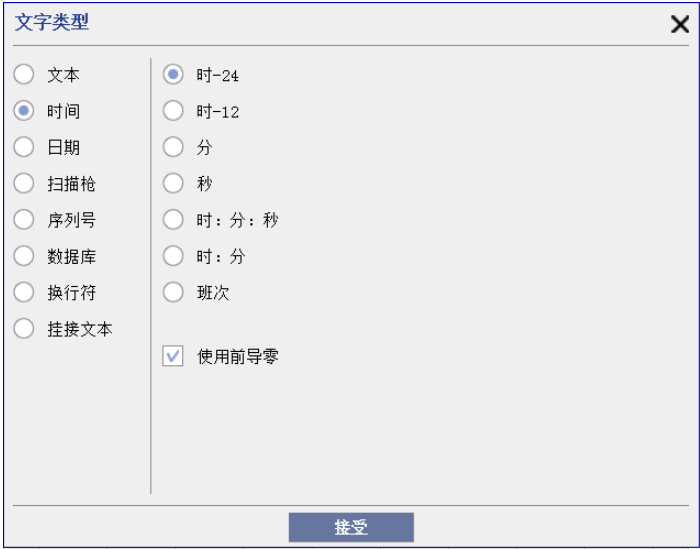 文字类型
文本
时间
日期
扫描枪
序列号
数据库
换行符
挂接文本
时-24
时-12
分
秒
时：分：秒
时：分
班次
使用前导零
接受